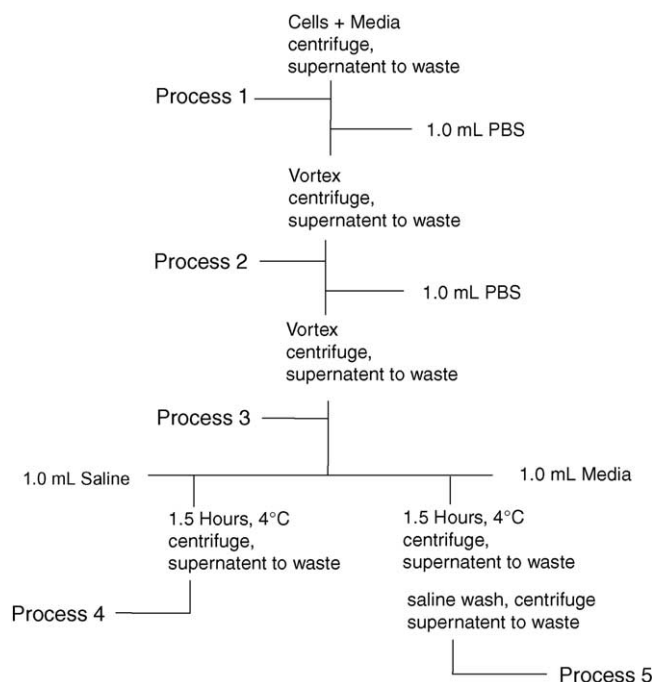 Cells + Media
centrifuge,
supernatent to waste
Process 1
1.0 mL PBS
Vortex
centrifuge,
supernatent to waste
Process 2
1.0 mL PBS
Vortex
centrifuge,
supernatent to waste
Process 3
1.0 mL Saline
1.0 mL Media
1.5 Hours, 4°C
centrifuge,
supernatent to waste
Process 4
1.5 Hours, 4°C
centrifuge,
supernatent to waste
saline wash, centrifuge
supernatent to waste
Process 5